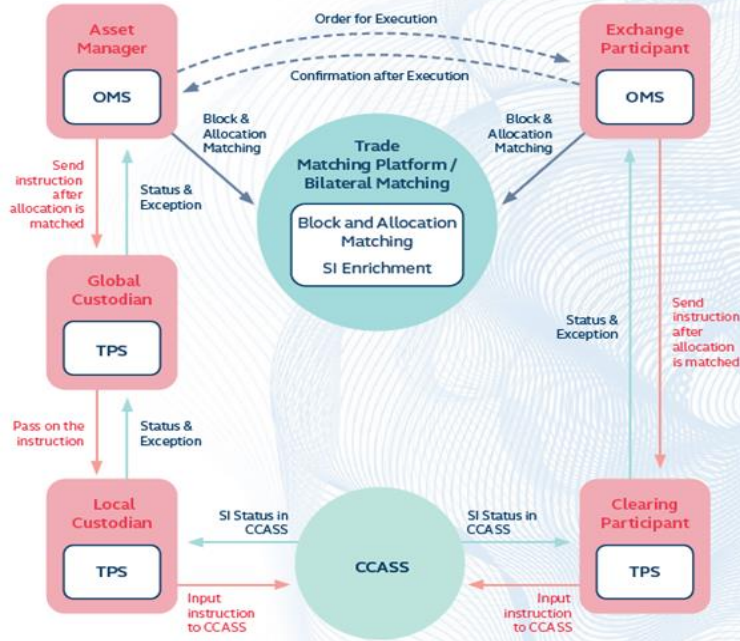 Asset
Manager
OMS
Order for Execution
Confirmation after Execution
Exchange
Participant
OMS
Block &
Allocation
Matching
Block &
Allocation
Matching
Trade
Matching Platform /
Bilateral Matching
Block and Allocation
Matching
SI Enrichment
Send
instruction
after
allocation is
matched
Status &
Exception
Global
Custodian
TPS
Status &
Exception
Send
instruction
after
allocation
is matched
Pass on the
instruction
Status &
Exception
Local
Custodian
TPS
SI Status in
CCASS
CCASS
SI Status in
CCASS
Clearing
Participant
TPS
Input
instruction
to CCASS
Input
instruction
to CCASS